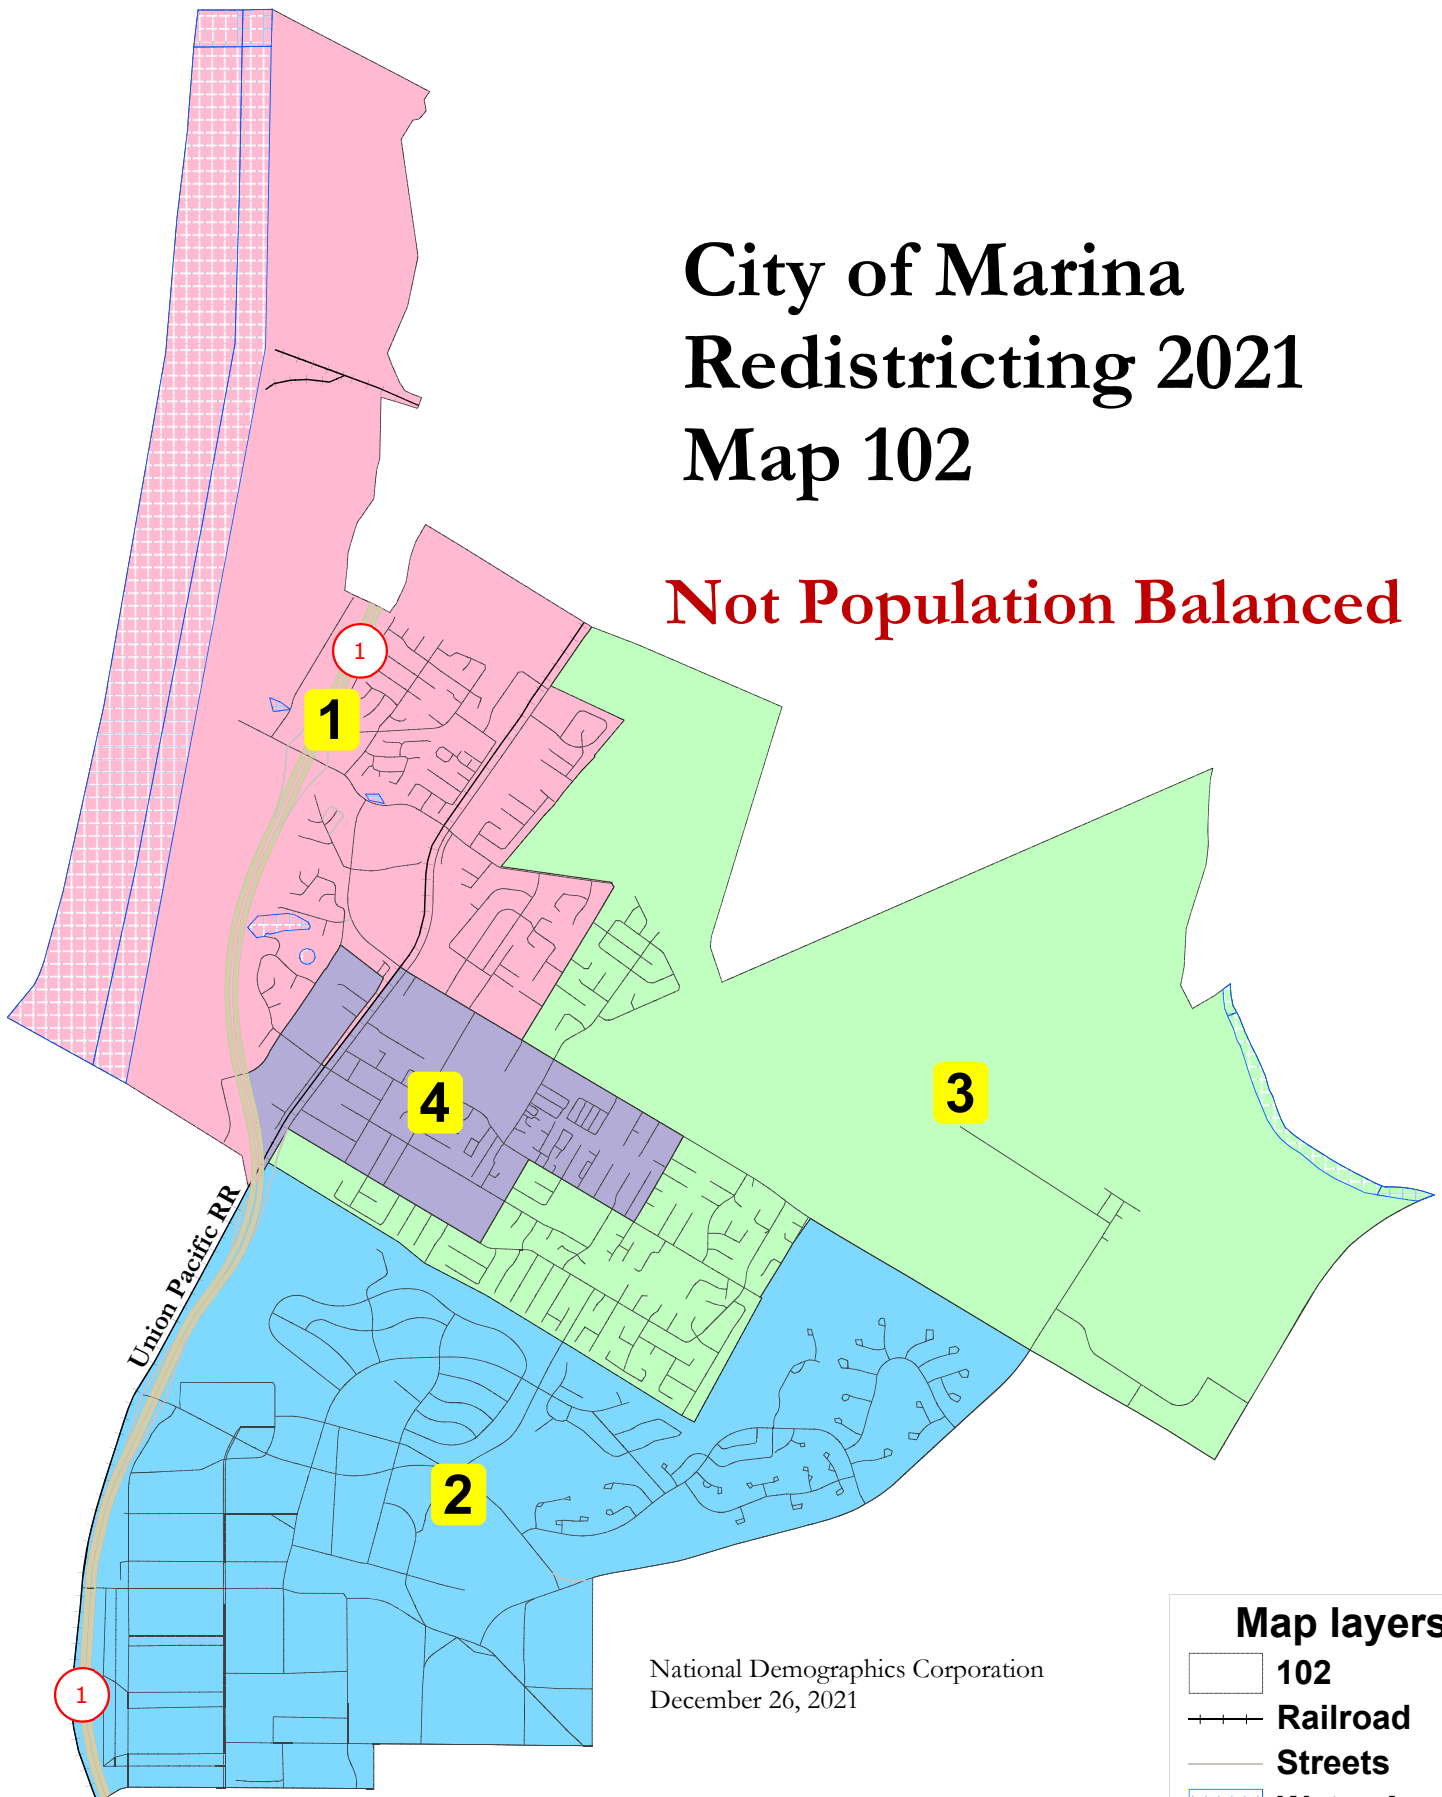 City of Marina
Redistricting 2021
Map 102
Not Population Balanced
1
1
4
3
Union Pacific RR
2
1
National Demographics Corporation
December 26, 2021
Map layers
102
Railroad
Streets